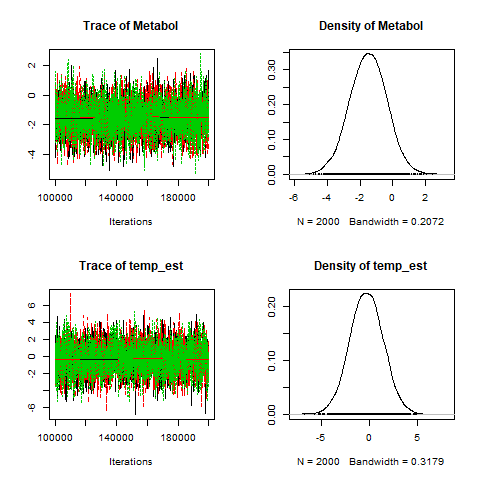 Trace of Metabol
2
0
-2
-4
100000 140000 180000
Iterations
Density of Metabol
0.30
0.20
0.10
0.00
-6 -4 -2 0 2
N = 2000 Bandwidth = 0.2072
Trace of temp_est
6
4
2
0
-2
-6
100000 140000 180000
Iterations
Density of temp_est
0.20
0.10
0.00
-5 0 5
N = 2000 Bandwidth = 0.3179